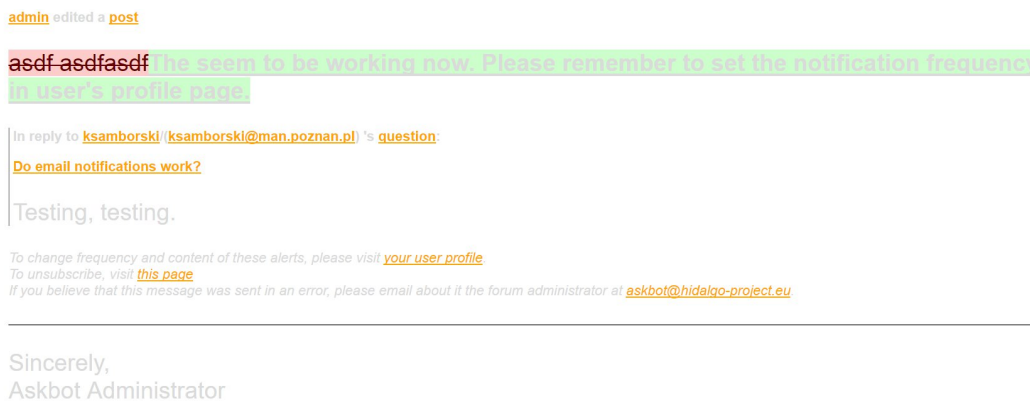 admin edited a post
asdf asdfasdfThe seem to be working now. Please remember to set the notification frequency
in user's profile page.
In reply to ksamborski/(ksamborski@man.poznan.pl) 's question:
Do email notifications work?
Testing, testing.
To change frequency and content of these alerts, please visit your user profile.
To unsubscribe, visit this page
If you believe that this message was sent in an error, please email about it the forum administrator at askbot@hidalgo-project.eu.
Sincerely,
Askbot Administrator